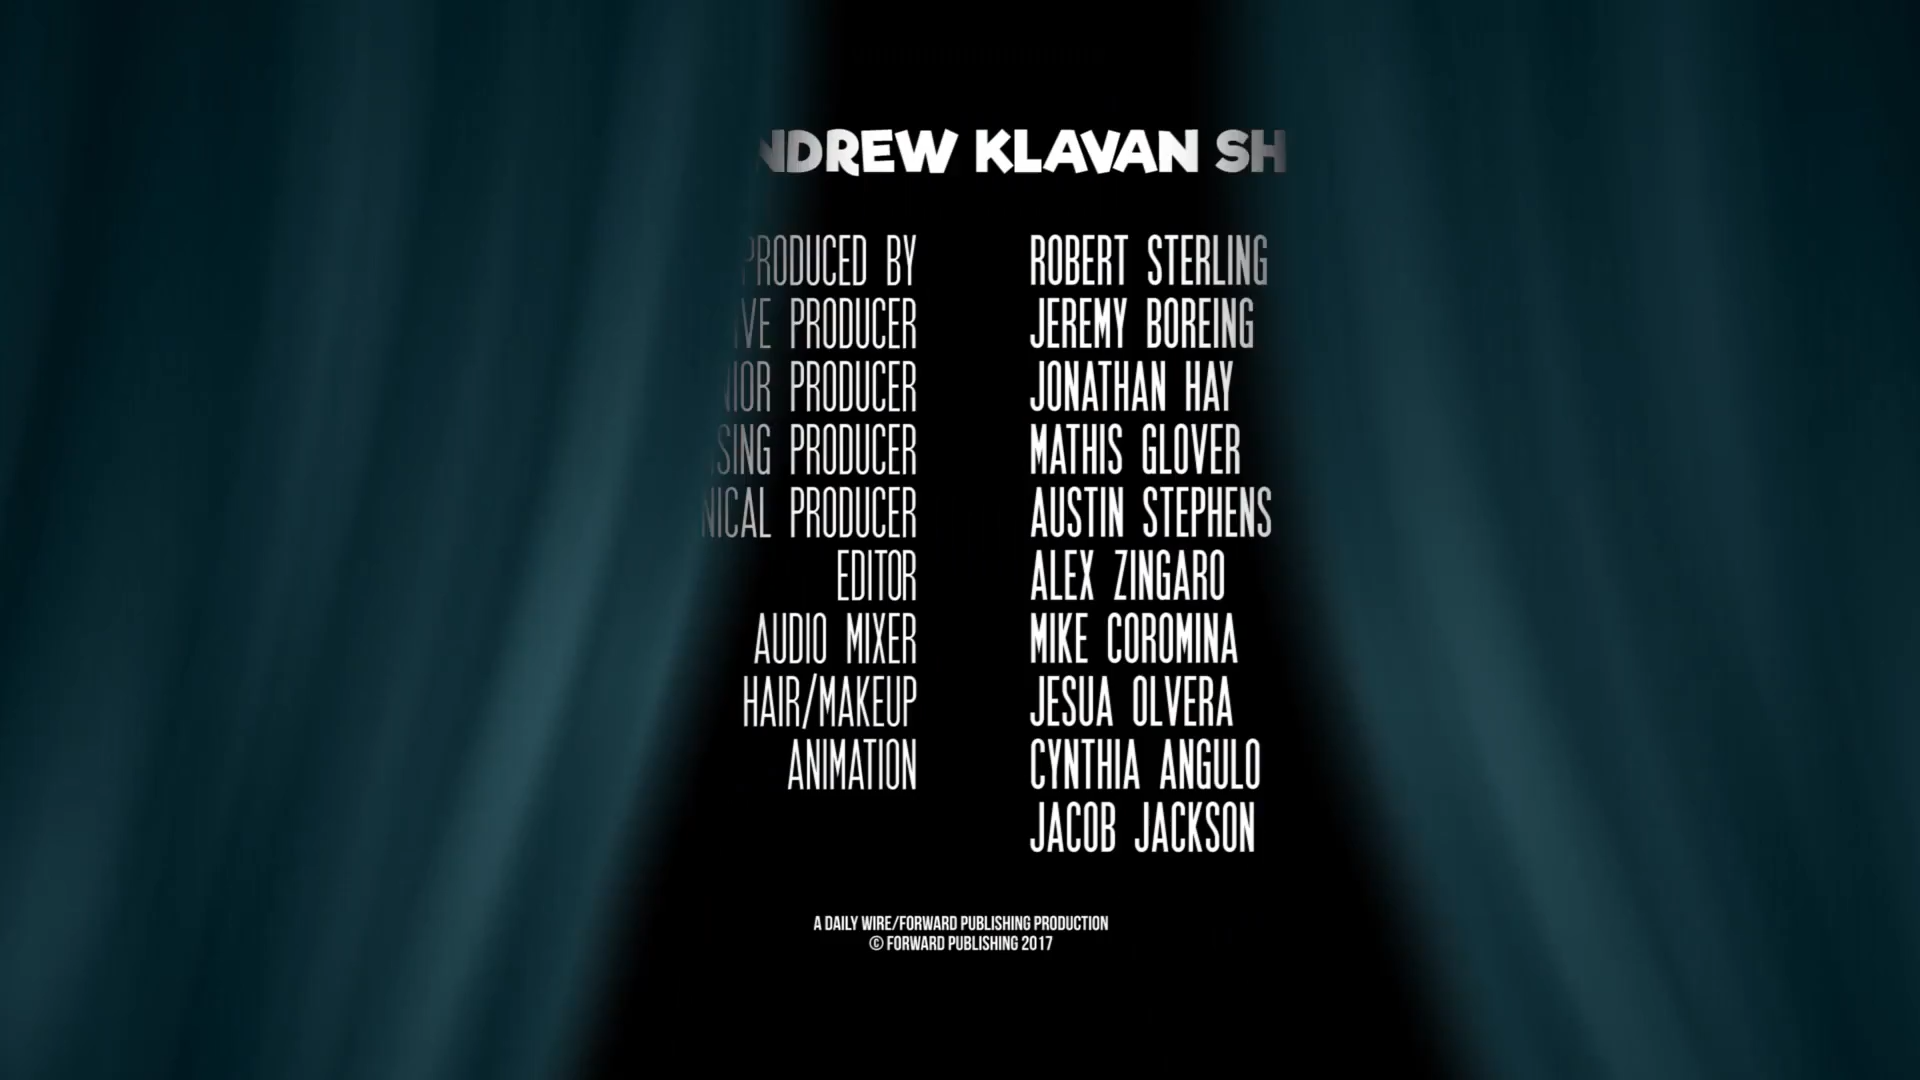 NDREW KLAVAN SH
PRODUCED BY ROBERT STERLING
IVE PRODUCER JEREMY BOREING
NIOR PRODUCER JONATHAN HAY
ISING PRODUCER MATHIS GLOVER
NICAL PRODUCER AUSTIN STEPHENS
EDITOR ALEX ZINGARO
AUDIO MIXER MIKE COROMINA
HAIR/MAKEUP JESUA OLVERA
ANIMATION CYNTHIA ANGULO
JACOB JACKSON
A DAILY WIRE/FORWARD PUBLISHING PRODUCTION
© FORWARD PUBLISHING 2017